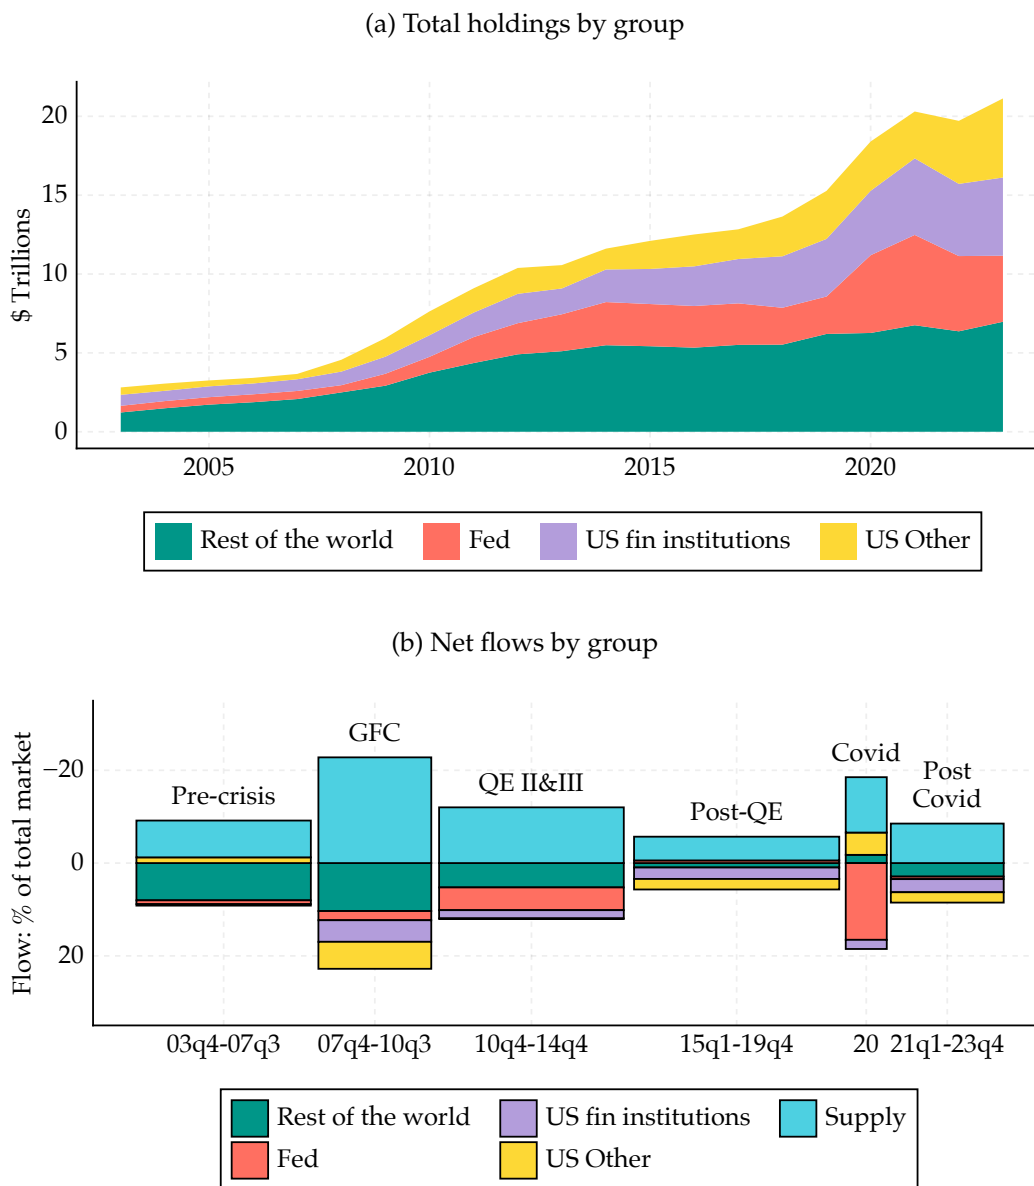 (a) Total holdings by group
$ Trillions
20
15
10
5
0
2005 2010 2015 2020
Rest of the world Fed US fin institutions US Other
(b) Net flows by group
Flow: % of total market
−20
0
20
Pre-crisis
GFC
QE II&III
Post-QE
Covid
Post
Covid
03q4-07q3 07q4-10q3 10q4-14q4 15q1-19q4 20 21q1-23q4
Rest of the world US fin institutions Supply
Fed US Other